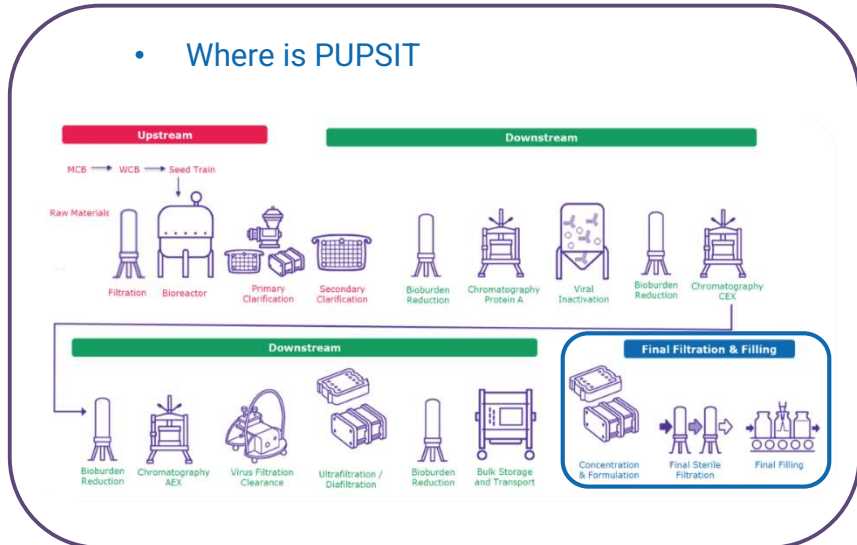 • Where is PUPSIT
Upstream
Downstream
MCB
WCB
Seed Train
Raw Materials
Filtration
Bioreactor
Primary
Clarification
Secondary
Clarification
Bioburden
Reduction
Chromatography
Protein A
Viral
Inactivation
Bioburden
Reduction
Chromatography
CEX
Downstream
Final Filtration & Filling
Bioburden
Reduction
Chromatography
AEX
Virus Filtration
Clearance
Ultrafiltration /
Diafiltration
Bioburden
Reduction
Bulk Storage
and Transport
Concentration
& Formulation
Final Sterile
Filtration
Final Filling